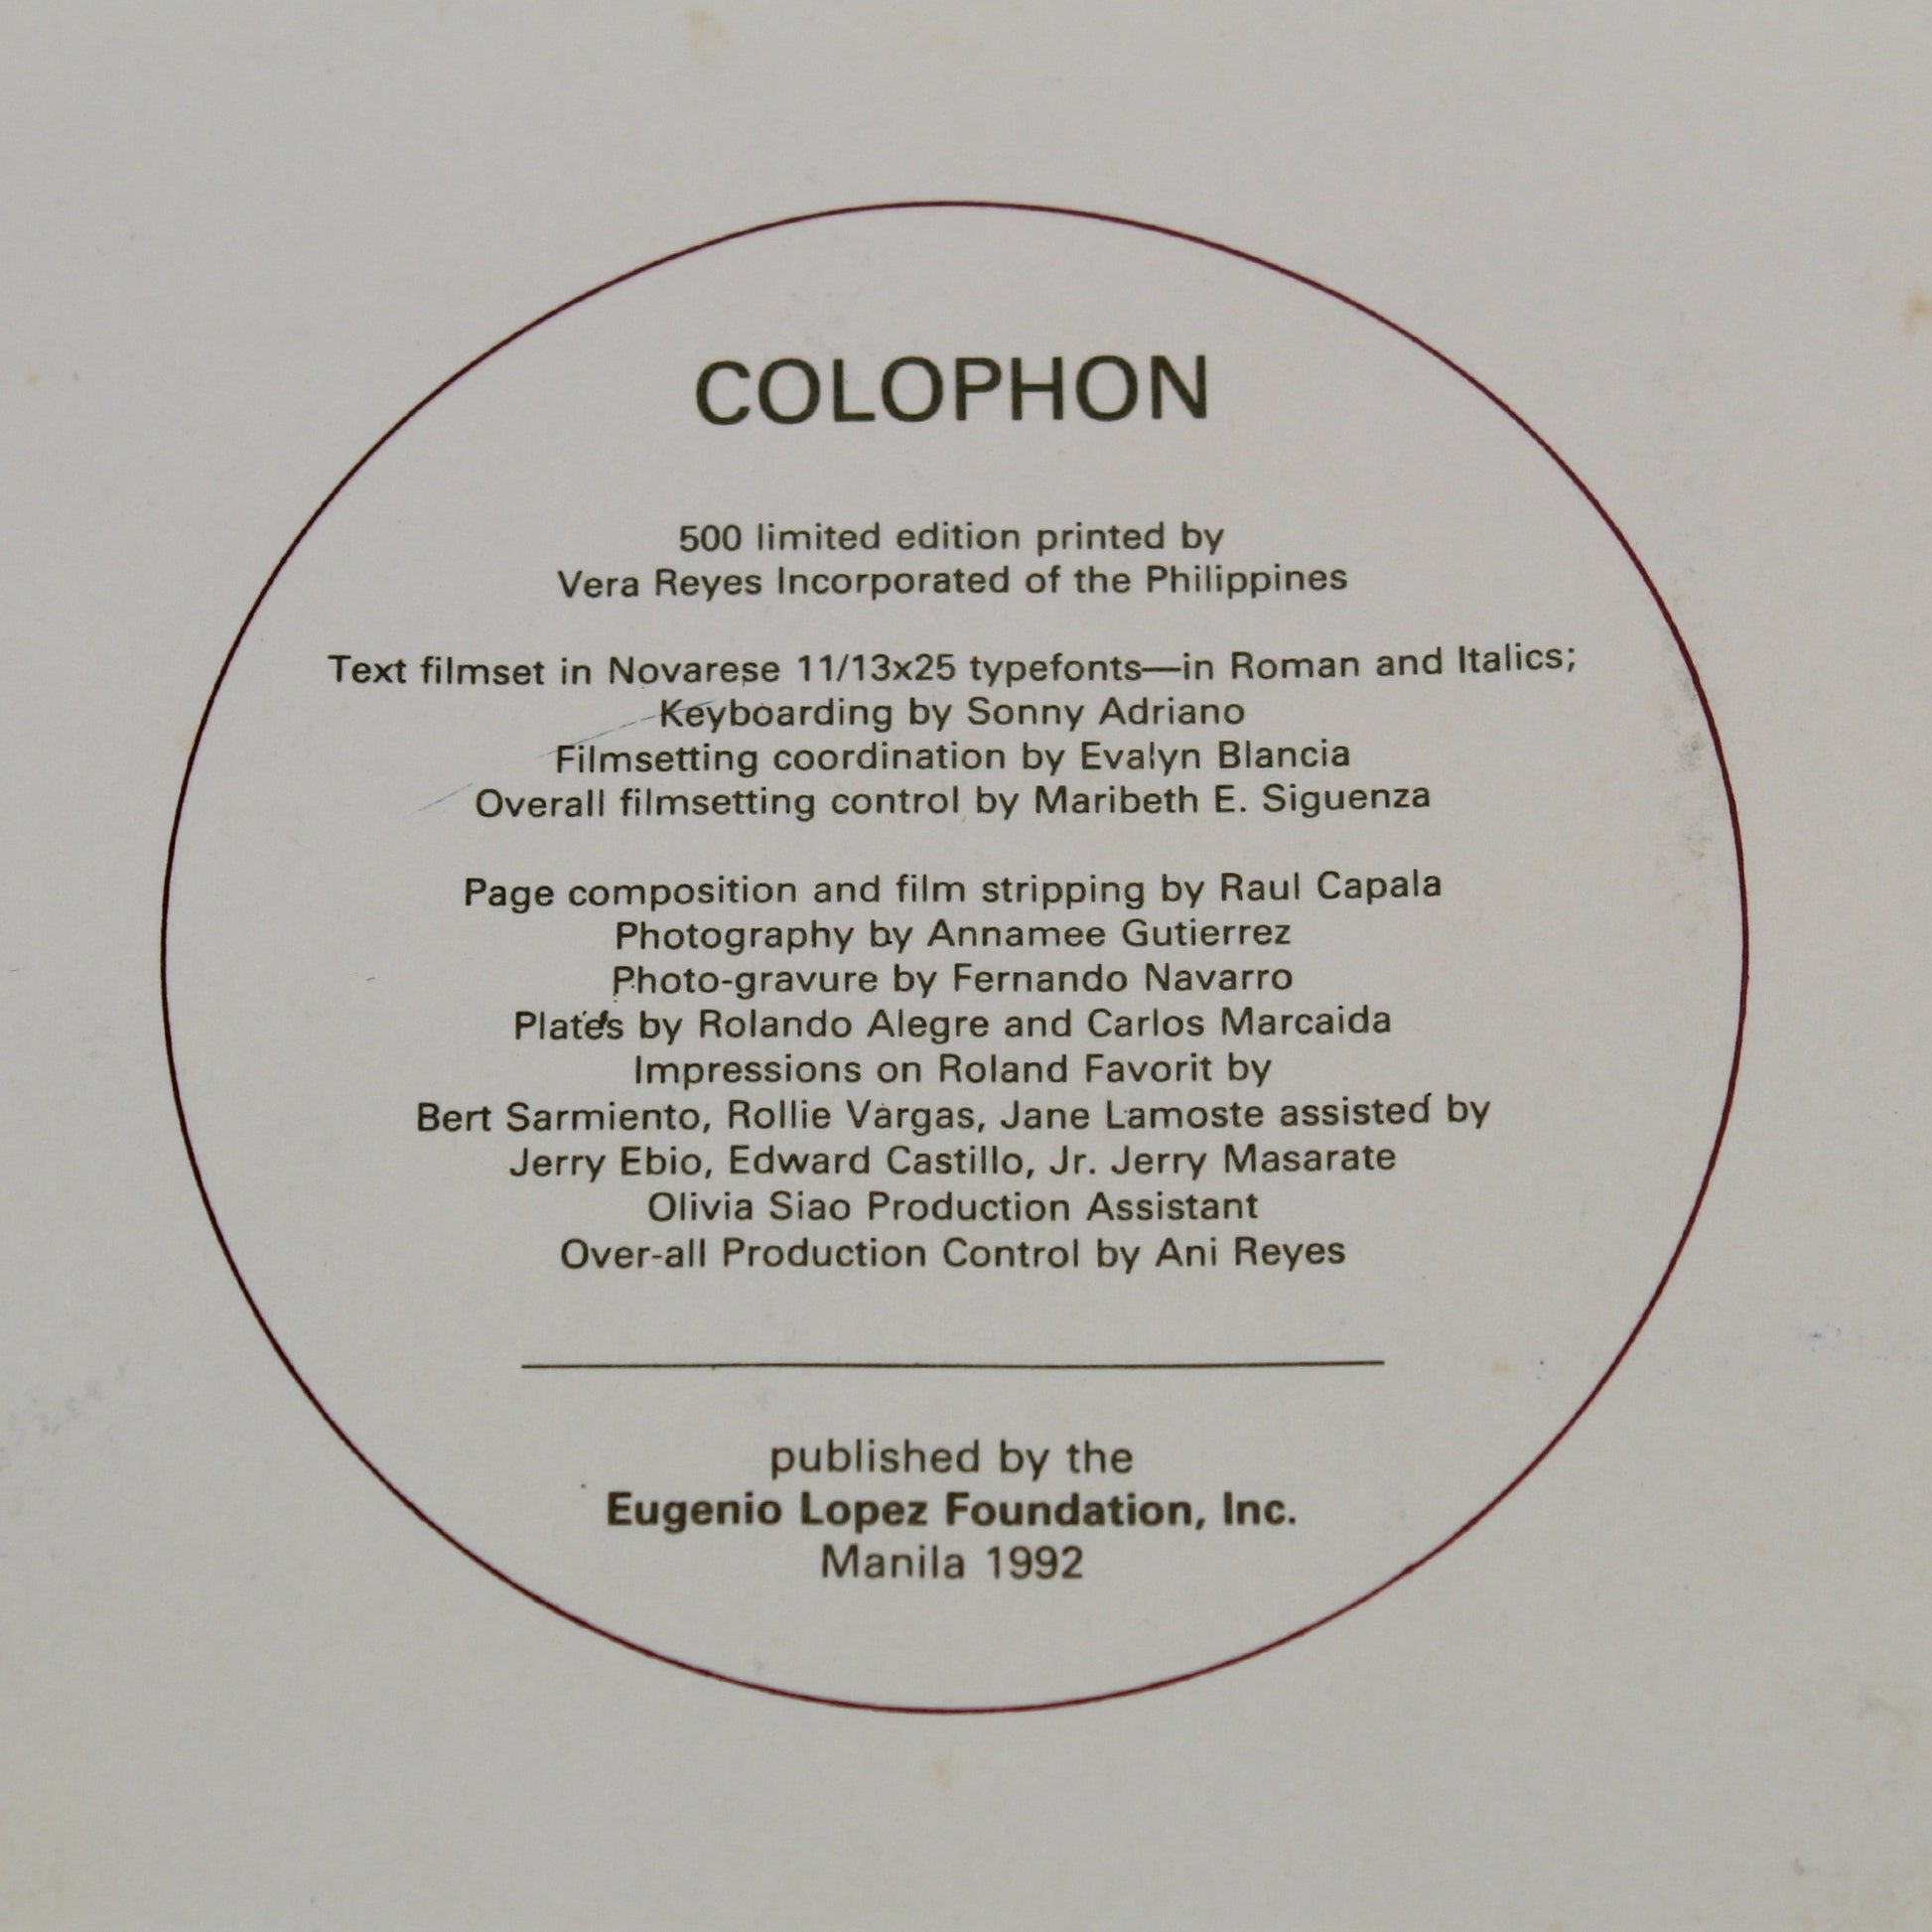 COLOPHON
500 limited edition printed by
Vera Reyes Incorporated of the Philippines
Text filmset in Novarese 11/13x25 typefonts—in Roman and Italics;
Keyboarding by Sonny Adriano
Filmsetting coordination by Evalyn Blancia
Overall filmsetting control by Maribeth E. Siguenza
Page composition and film stripping by Raul Capala
Photography by Annamee Gutierrez
Photo-gravure by Fernando Navarro
Plates by Rolando Alegre and Carlos Marcaida
Impressions on Roland Favorit by
Bert Sarmiento, Rollie Vargas, Jane Lamoste assisted by
Jerry Ebio, Edward Castillo, Jr. Jerry Masarate
Olivia Siao Production Assistant
Over-all Production Control by Ani Reyes
published by the
Eugenio Lopez Foundation, Inc.
Manila 1992